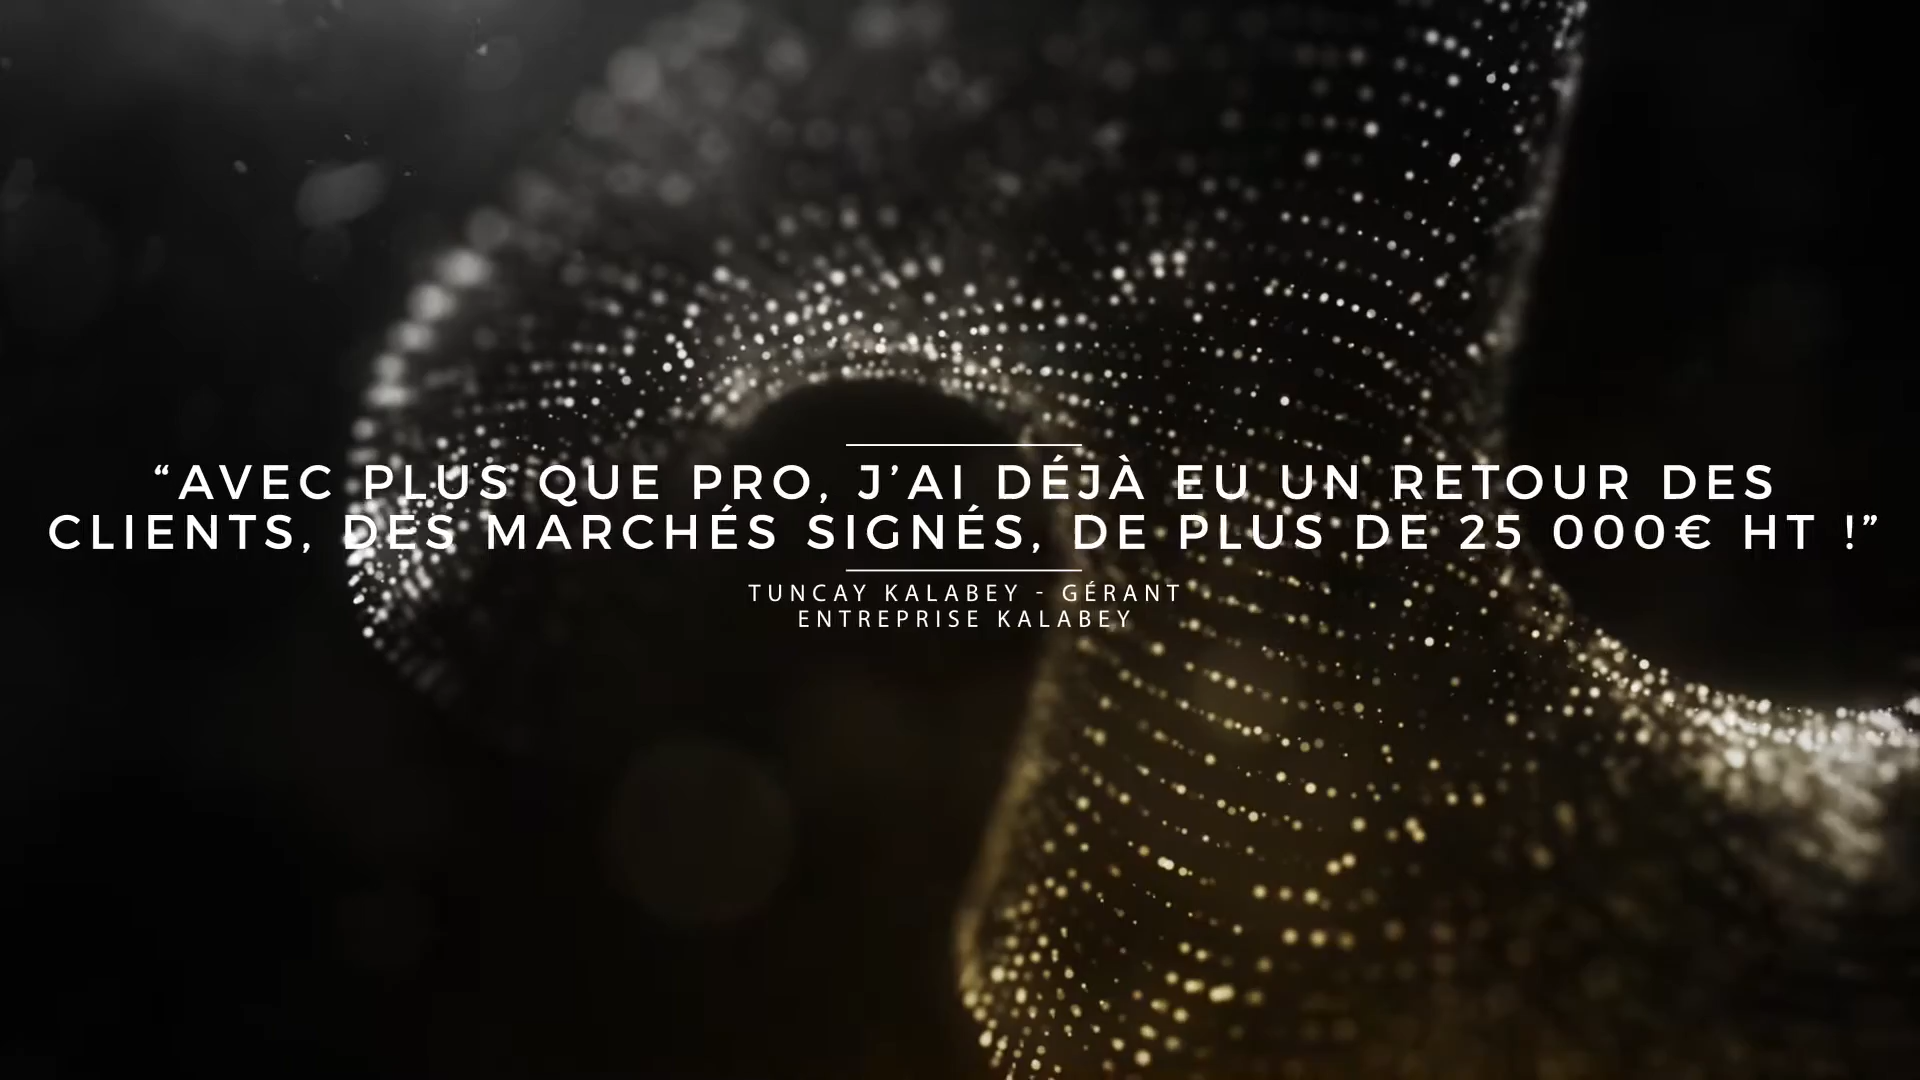 “AVEC PLUS QUE PRO, J’AI DÉJÀ EU UN RETOUR DES
CLIENTS, DES MARCHÉS SIGNÉS, DE PLUS DE 25 000€ HT !”
TUNCAY KALABEY - GÉRANT
ENTREPRISE KALABEY